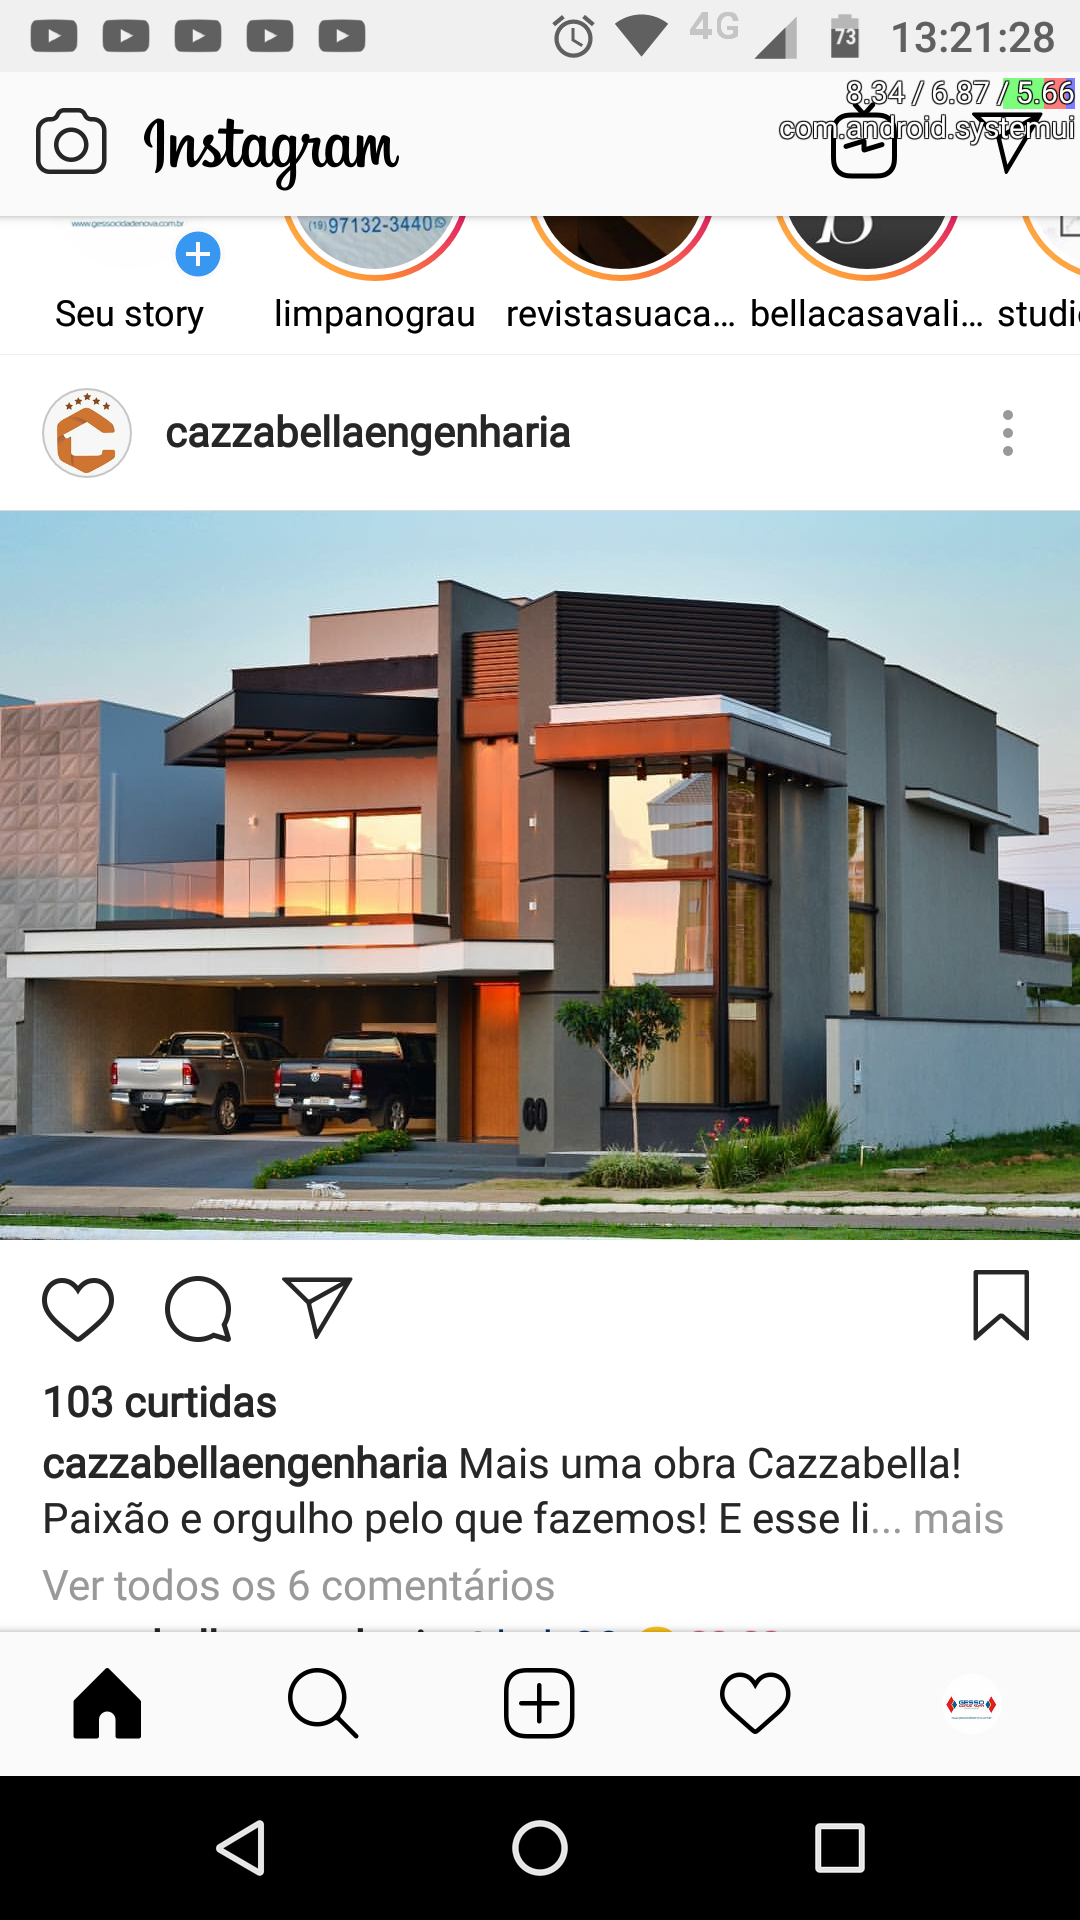 4G
73
13:21:28
8.34 / 6.87 / 5.66
com.android.systemui
Instagram
www.gessocidadenova.com.br
(19)97132-3440
B
Seu story
limpanograu
revistasuaca...
bellacasavali...
studi
cazzabellaengenharia
60
103 curtidas
cazzabellaengenharia Mais uma obra Cazzabella!
Paixão e orgulho pelo que fazemos! E esse li... mais
Ver todos os 6 comentários
GESSO